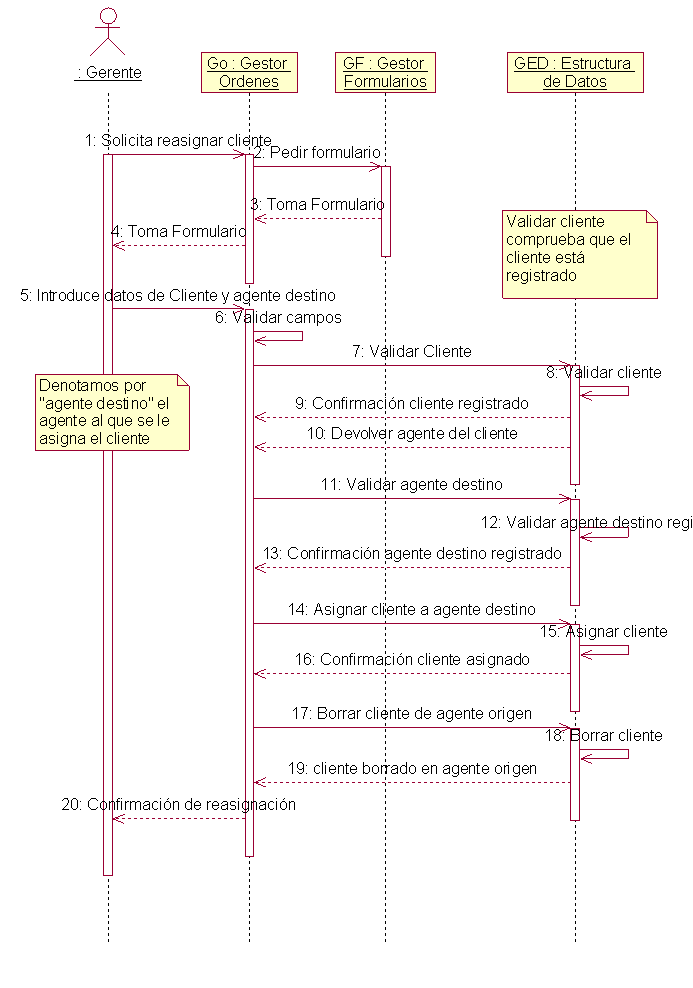 : Gerente
Go : Gestor
Ordenes
GF : Gestor
Formularios
GED : Estructura
de Datos
1: Solicita reasignar cliente
2: Pedir formulario
3: Toma Formulario
4: Toma Formulario
Validar cliente
comprueba que el
cliente está
registrado
5: Introduce datos de Cliente y agente destino
6: Validar campos
7: Validar Cliente
8: Validar cliente
Denotamos por
"agente destino" el
agente al que se le
asigna el cliente
9: Confirmación cliente registrado
10: Devolver agente del cliente
11: Validar agente destino
12: Validar agente destino regi
13: Confirmación agente destino registrado
14: Asignar cliente a agente destino
15: Asignar cliente
16: Confirmación cliente asignado
17: Borrar cliente de agente origen
18: Borrar cliente
19: cliente borrado en agente origen
20: Confirmación de reasignación